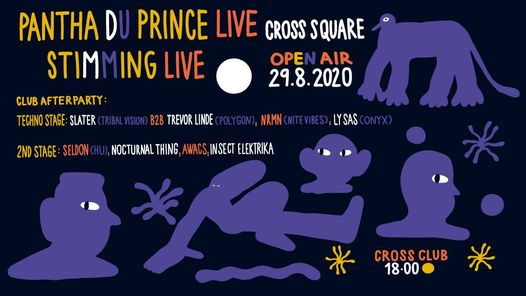 PANTHA DU PRINCE LIVE CROSS SQUARE
STIMMING LIVE
OPEN AIR
29.8.2020
CLUB AFTERPARTY:
TECHNO STAGE: SLATER (TRIBAL VISION) B2B TREVOR LINDE (POLYGON), NRMN (NITE VIBES), LY SAS (ONYX)
2ND STAGE: SELDON (HU), NOCTURNAL THING, AWACS, INSECT ELEKTRIKA
CROSS CLUB
18·00